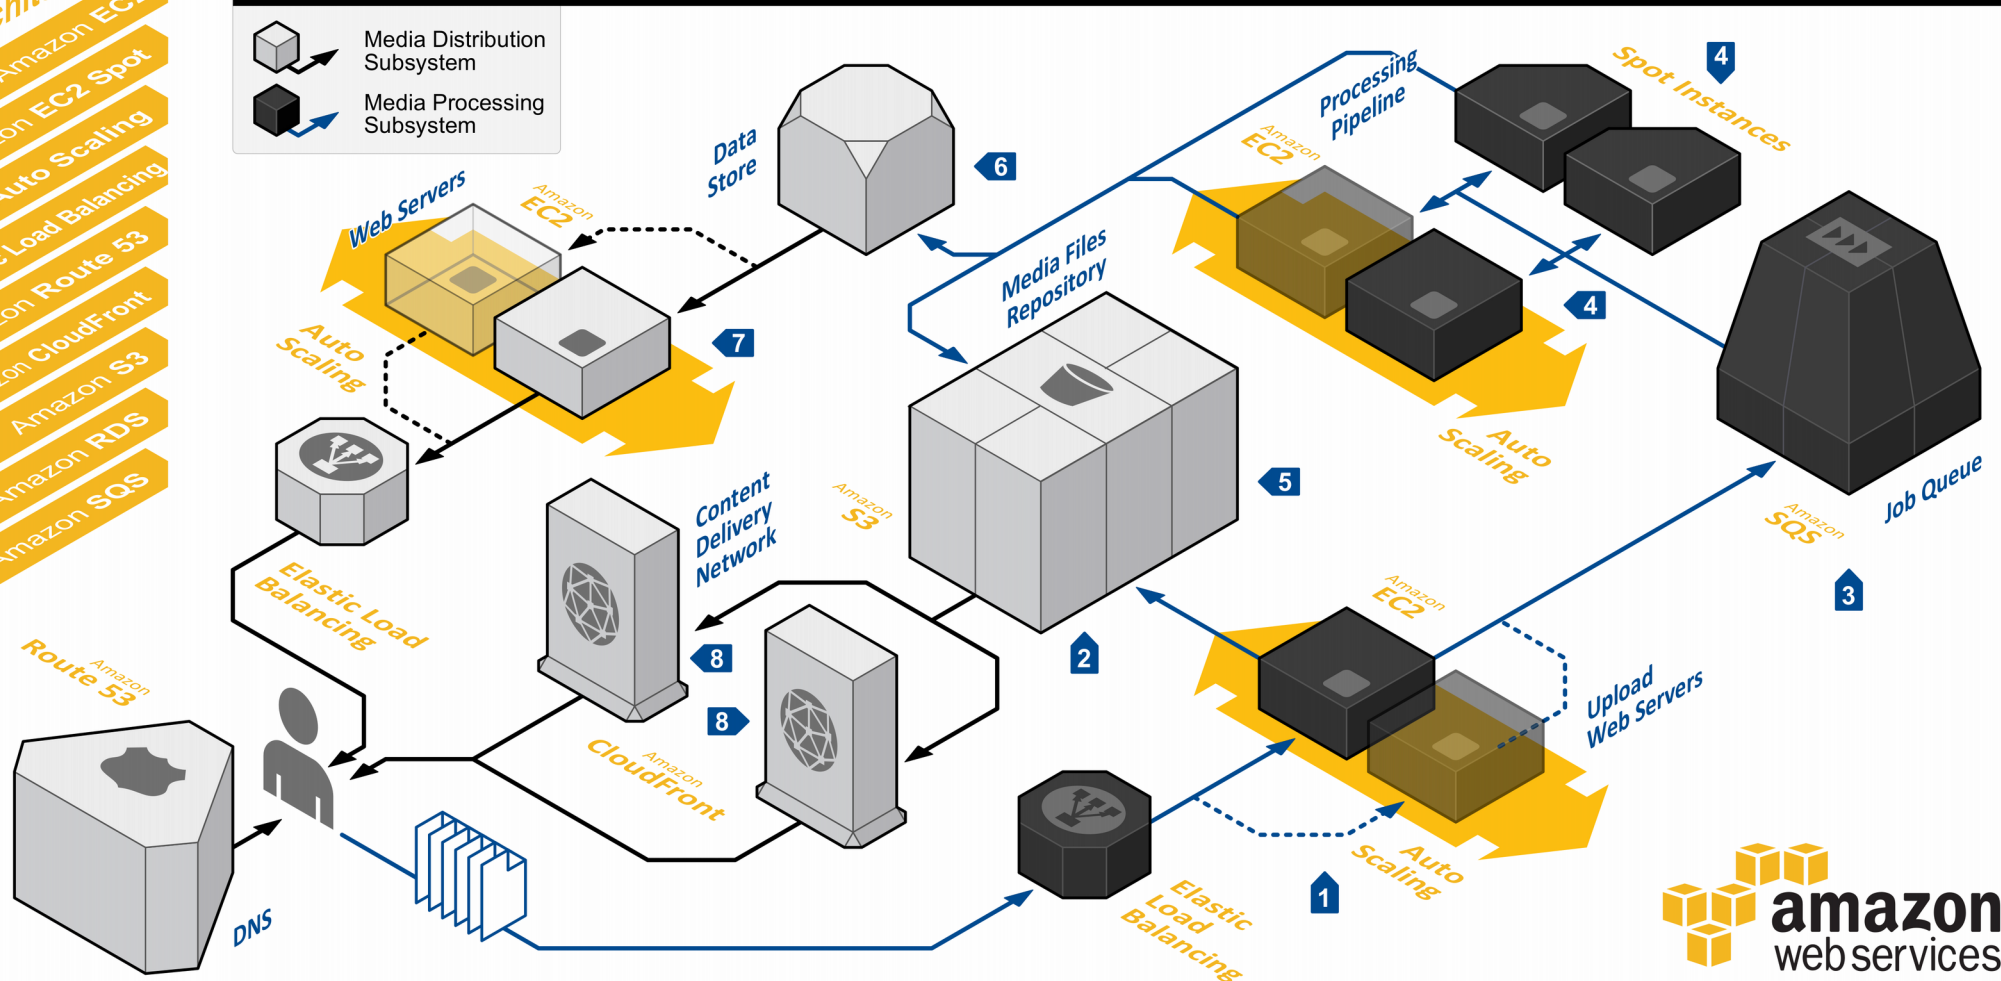 Amazon EC2
Amazon EC2 Spot
Auto Scaling
Load Balancing
Route 53
CloudFront
Amazon S3
Amazon RDS
Amazon SQS
Media Distribution
Subsystem
Media Processing
Subsystem
Web Servers
Amazon
EC2
Auto
Scaling
7
Data
Store
6
Media Files
Repository
Processing
Pipeline
Amazon
EC2
4
Spot Instances
4
Auto
Scaling
Amazon
S3
5
2
Amazon
SQS
Job Queue
3
Elastic Load
Balancing
Content
Delivery
Network
8
8
Amazon
CloudFront
Amazon
Route 53
DNS
Amazon
EC2
Upload
Web Servers
Auto
Scaling
1
Elastic
Load
Balancing
amazon
web services